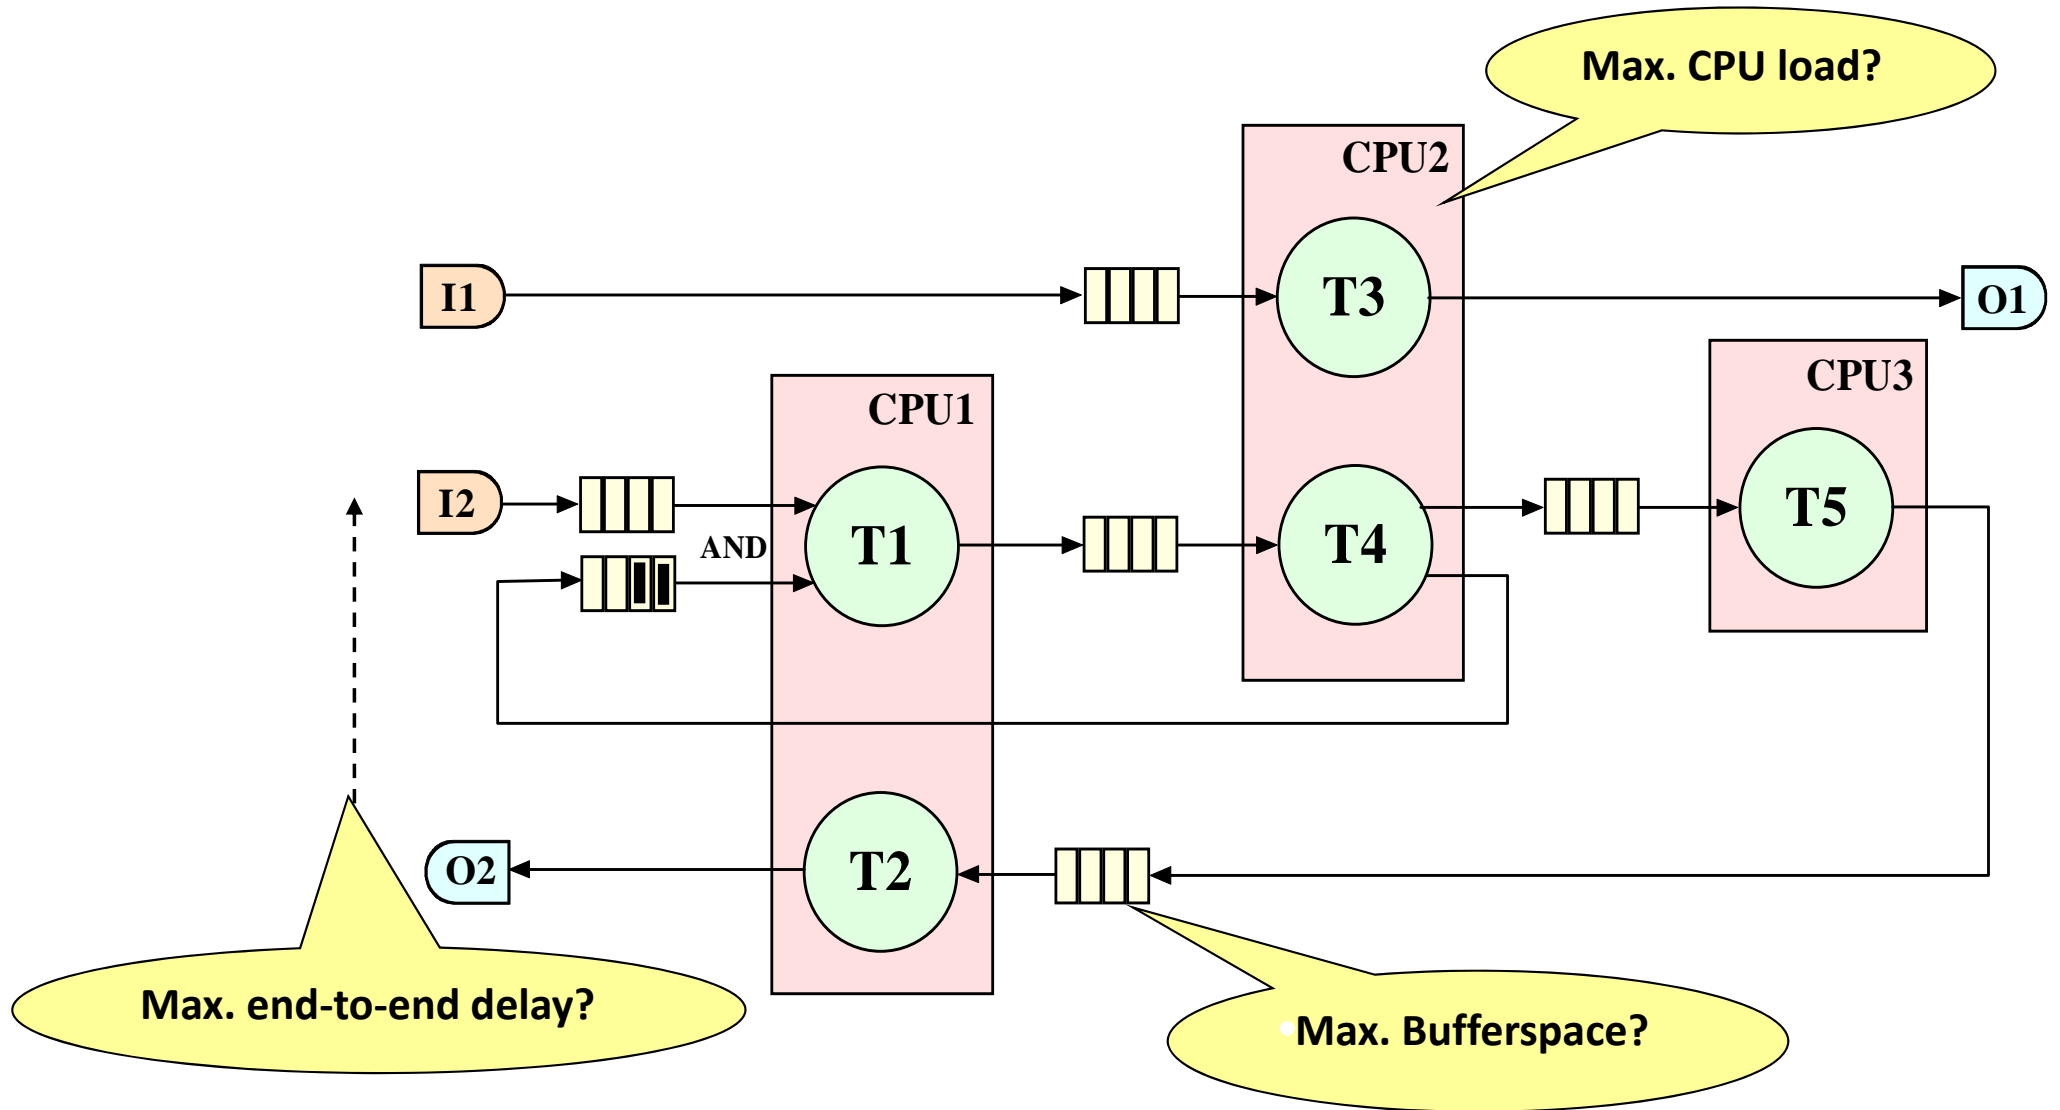 Max. CPU load?
CPU2
I1
T3
O1
CPU3
CPU1
I2
AND
T1
T4
T5
O2
T2
Max. end-to-end delay?
•Max. Bufferspace?